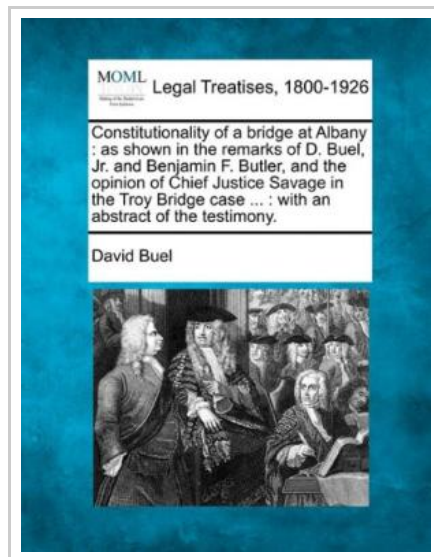 MOML
Legal Treatises, 1800-1926
Constitutionality of a bridge at Albany
: as shown in the remarks of D. Buel,
Jr. and Benjamin F. Butler, and the
opinion of Chief Justice Savage in
the Troy Bridge case ... : with an
abstract of the testimony.
David Buel